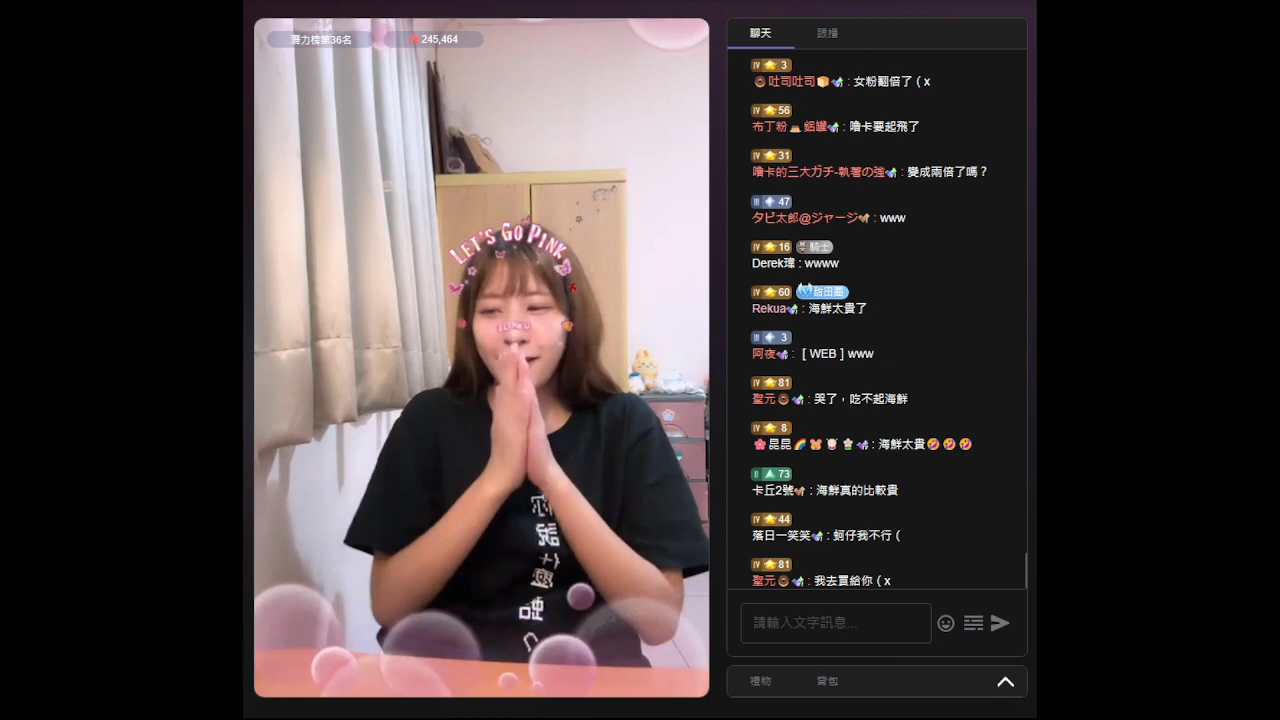 潛力榜第36名
245,464
LET'S GO PINK
聊天
跟播
IV 3
吐司吐司 : 女粉翻倍了 ( x
IV 56
布丁粉 鋁罐 : 嚕卡要起飛了
IV 31
嚕卡的三大ガチ-執著の強 : 變成兩倍了嗎？
III 47
タピ太郎@ジャージ : www
IV 16 騎士
Derek瑋 : wwww
IV 60 甜甜圈
Rekua : 海鮮太貴了
III 3
阿夜 : [ WEB ] www
IV 81
聖元 : 哭了，吃不起海鮮
IV 8
昆昆 : 海鮮太貴🤣🤣🤣
II 73
卡丘2號 : 海鮮真的比較貴
IV 44
落日一笑笑 : 蚵仔我不行 (
IV 81
聖元 : 我去買給你 ( x
請輸入文字訊息...
禮物
背包